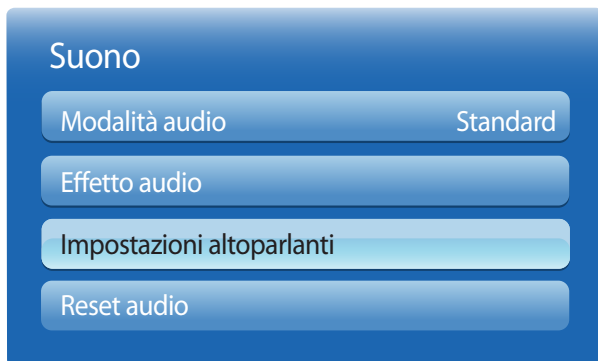 Suono
Modalità audio Standard
Effetto audio
Impostazioni altoparlanti
Reset audio